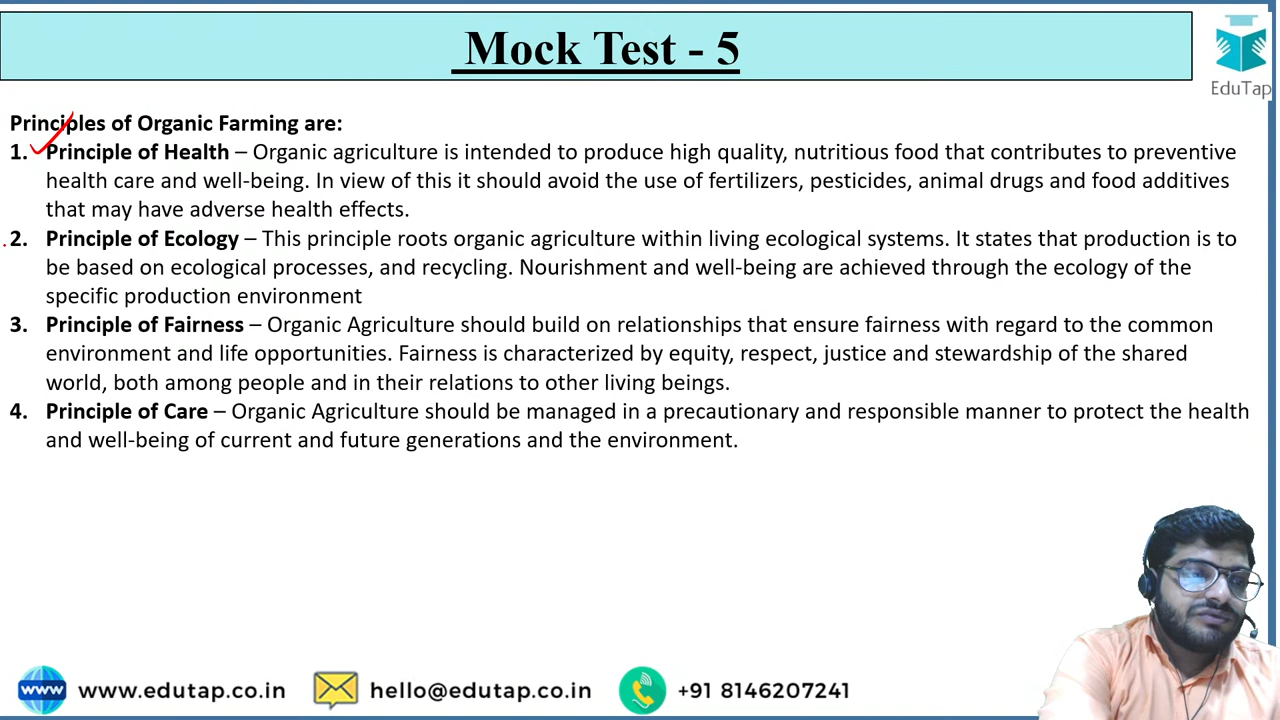 Mock Test - 5
EduTap
Principles of Organic Farming are:
1. Principle of Health – Organic agriculture is intended to produce high quality, nutritious food that contributes to preventive
health care and well-being. In view of this it should avoid the use of fertilizers, pesticides, animal drugs and food additives
that may have adverse health effects.
2. Principle of Ecology – This principle roots organic agriculture within living ecological systems. It states that production is to
be based on ecological processes, and recycling. Nourishment and well-being are achieved through the ecology of the
specific production environment
3. Principle of Fairness – Organic Agriculture should build on relationships that ensure fairness with regard to the common
environment and life opportunities. Fairness is characterized by equity, respect, justice and stewardship of the shared
world, both among people and in their relations to other living beings.
4. Principle of Care – Organic Agriculture should be managed in a precautionary and responsible manner to protect the health
and well-being of current and future generations and the environment.
www www.edutap.co.in hello@edutap.co.in +91 8146207241